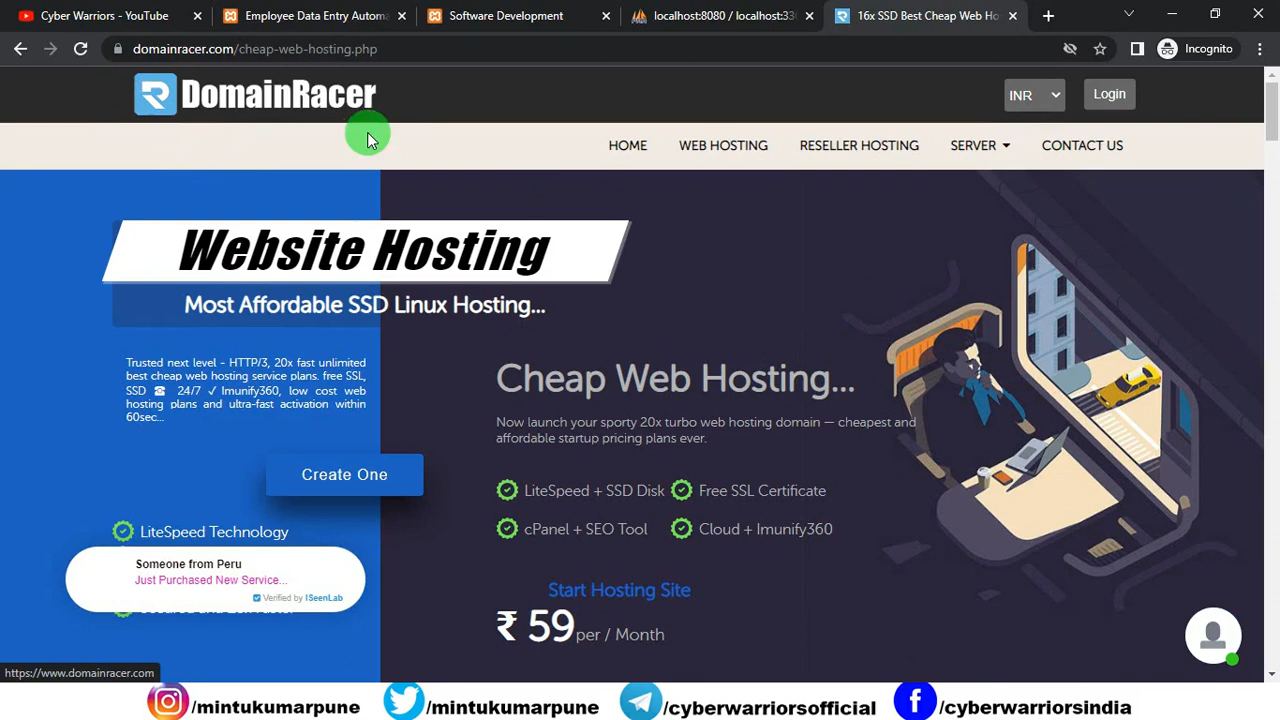 Cyber Warriors - YouTube
Employee Data Entry Autom
Software Development
localhost:8080 / localhost:33
16x SSD Best Cheap Web Ho
domainracer.com/cheap-web-hosting.php
Incognito
DomainRacer
INR
Login
HOME
WEB HOSTING
RESELLER HOSTING
SERVER
CONTACT US
Website Hosting
Most Affordable SSD Linux Hosting...
Trusted next level - HTTP/3, 20x fast unlimited
best cheap web hosting service plans. free SSL,
SSD ☎ 24/7 ✓ Imunify360, low cost web
hosting plans and ultra-fast activation within
60sec...
Create One
LiteSpeed Technology
Someone from Peru
Just Purchased New Service...
Verified by ISeenLab
Cheap Web Hosting...
Now launch your sporty 20x turbo web hosting domain — cheapest and
affordable startup pricing plans ever.
LiteSpeed + SSD Disk
Free SSL Certificate
cPanel + SEO Tool
Cloud + Imunify360
Start Hosting Site
₹ 59 per / Month
https://www.domainracer.com
/mintukumarpune
/mintukumarpune
/cyberwarriorsofficial
/cyberwarriorsindia